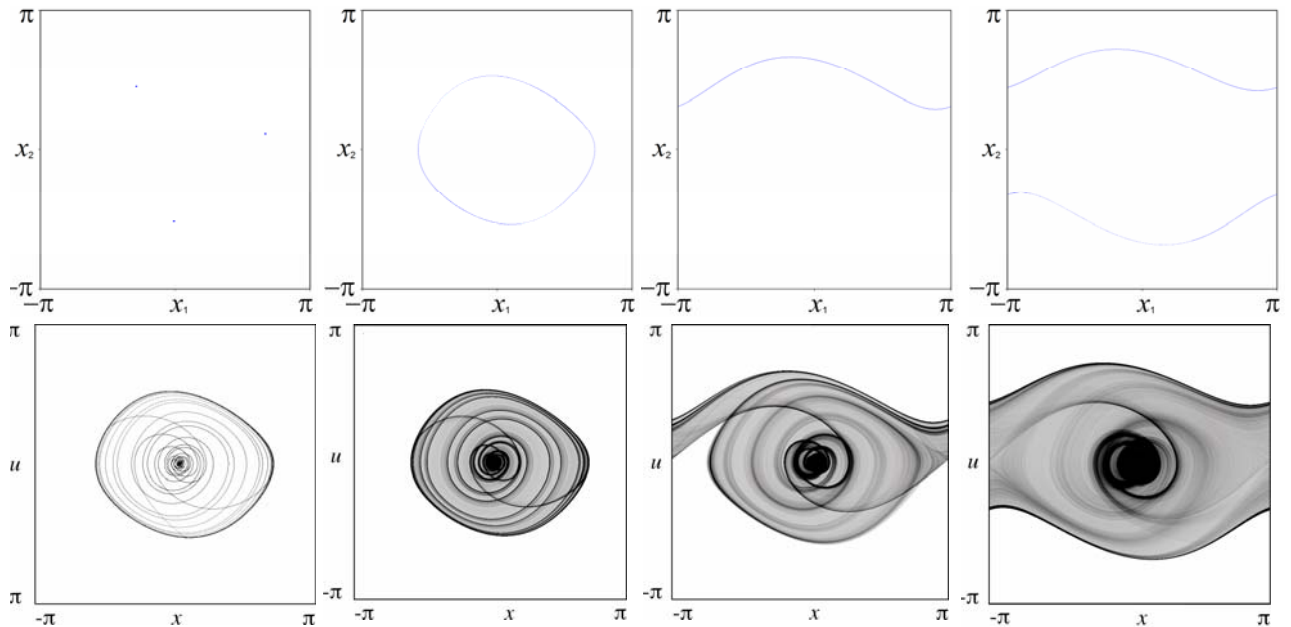 π π π π
x₂ x₂ x₂ x₂
-π -π -π -π
-π x₁ π -π x₁ π -π x₁ π -π x₁ π
π π π π
u u u u
π -π -π -π
-π x π -π x π -π x π -π x π